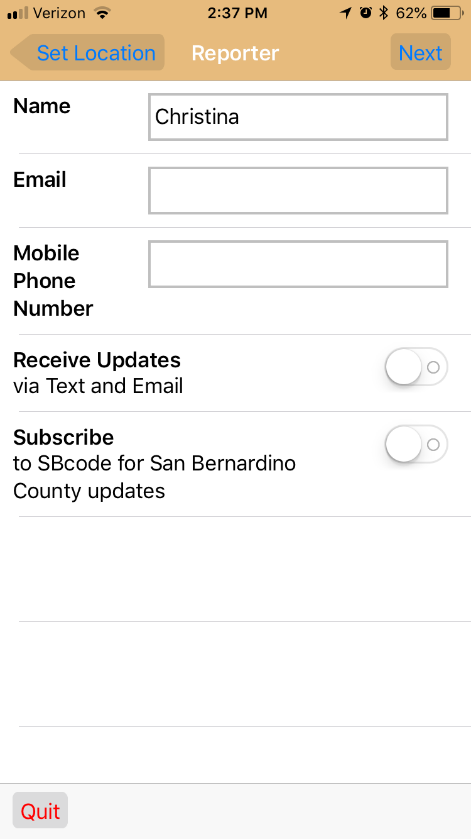 Verizon 2:37 PM 62%
Set Location Reporter Next
Name Christina
Email
Mobile
Phone
Number
Receive Updates
via Text and Email
Subscribe
to SBcode for San Bernardino
County updates
Quit